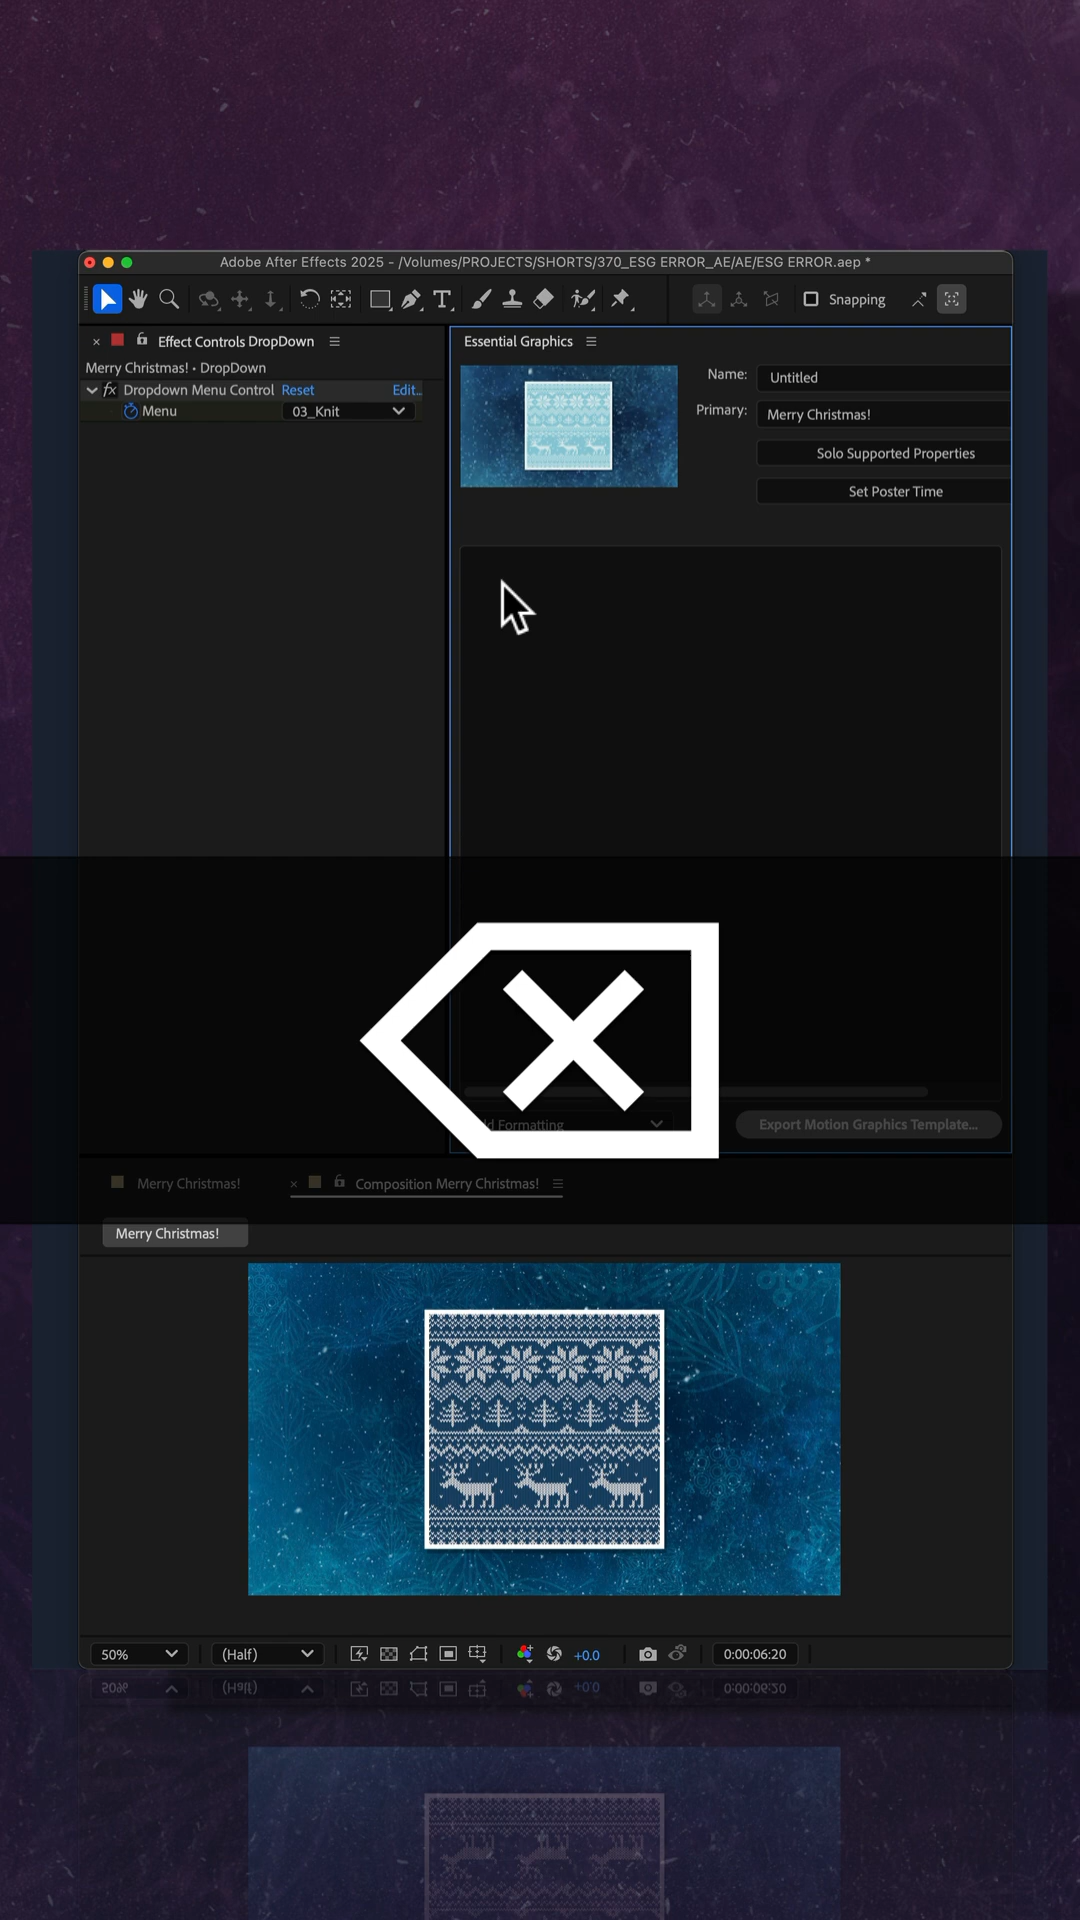 Adobe After Effects 2025 - /Volumes/PROJECTS/SHORTS/370_ESG ERROR_AE/AE/ESG ERROR.aep *
Snapping
Effect Controls DropDown
Merry Christmas! • DropDown
fx Dropdown Menu Control Reset Edit...
Menu 03_Knit
Essential Graphics
Name: Untitled
Primary: Merry Christmas!
Solo Supported Properties
Set Poster Time
Formatting
Export Motion Graphics Template...
Merry Christmas!
Composition Merry Christmas!
Merry Christmas!
50% (Half) +0.0 0:00:06:20